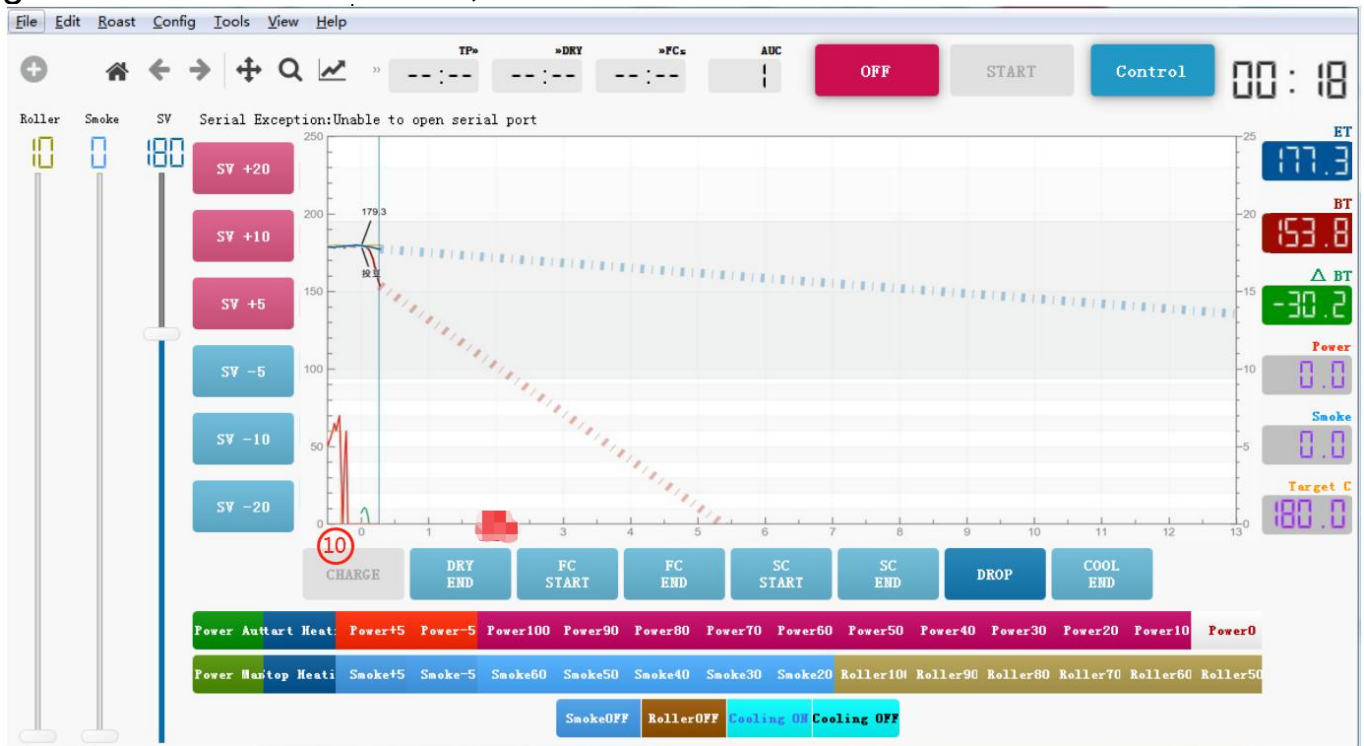 File Edit Roast Config Tools View Help
TP» »DRY »FCs AUC
--:-- --:-- --:-- 1
OFF START Control 00:18
Roller Smoke SV
10 0 180
Serial Exception:Unable to open serial port
SV +20
SV +10
SV +5
SV -5
SV -10
SV -20
250
200
150
100
50
0
179.3
投豆
25
20
15
10
5
0
0 1 3 4 5 6 7 8 9 10 11 12 13
ET
177.3
BT
153.8
Δ BT
-30.2
Power
0.0
Smoke
0.0
Target C
180.0
10
CHARGE
DRY
END
FC
START
FC
END
SC
START
SC
END
DROP
COOL
END
Power Aut tart Heat Power+5 Power-5 Power100 Power90 Power80 Power70 Power60 Power50 Power40 Power30 Power20 Power10 Power0
Power Man top Heati Smoke+5 Smoke-5 Smoke60 Smoke50 Smoke40 Smoke30 Smoke20 Roller10 Roller90 Roller80 Roller70 Roller60 Roller50
SmokeOFF RollerOFF Cooling ON Cooling OFF